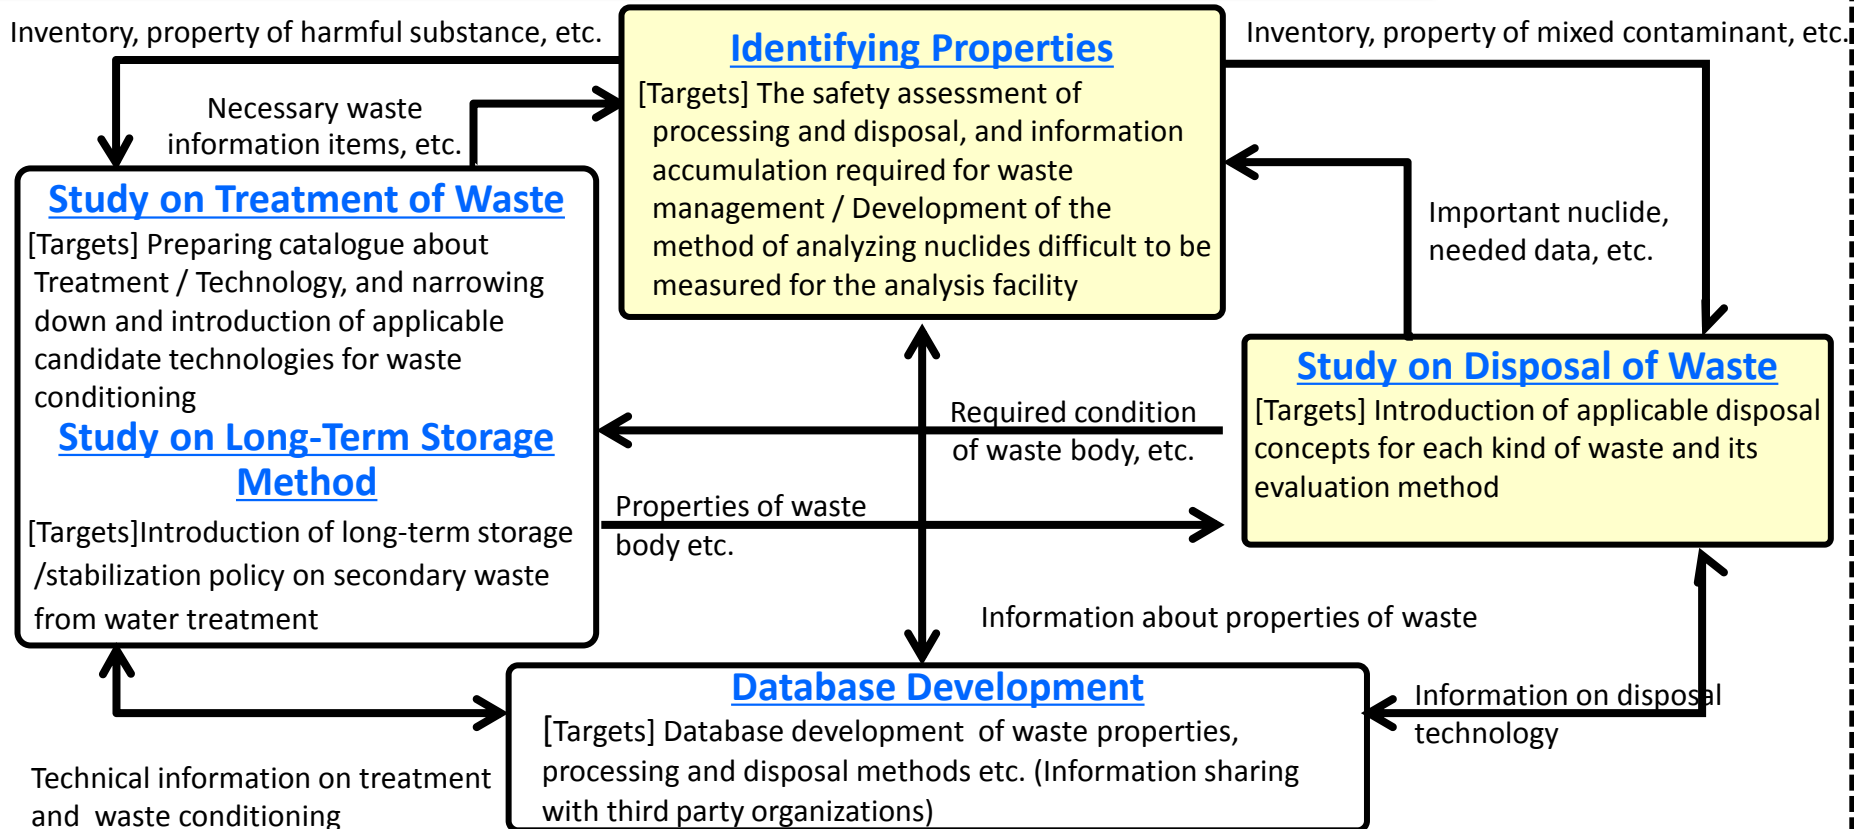 Inventory, property of harmful substance, etc.
Inventory, property of mixed contaminant, etc.
Identifying Properties
[Targets] The safety assessment of
processing and disposal, and information
accumulation required for waste
management / Development of the
method of analyzing nuclides difficult to be
measured for the analysis facility
Necessary waste
information items, etc.
Important nuclide,
needed data, etc.
Study on Treatment of Waste
[Targets] Preparing catalogue about
Treatment / Technology, and narrowing
down and introduction of applicable
candidate technologies for waste
conditioning
Study on Long-Term Storage
Method
[Targets]Introduction of long-term storage
/stabilization policy on secondary waste
from water treatment
Study on Disposal of Waste
[Targets] Introduction of applicable disposal
concepts for each kind of waste and its
evaluation method
Required condition
of waste body, etc.
Properties of waste
body etc.
Information about properties of waste
Database Development
[Targets] Database development of waste properties,
processing and disposal methods etc. (Information sharing
with third party organizations)
Information on disposal
technology
Technical information on treatment
and waste conditioning